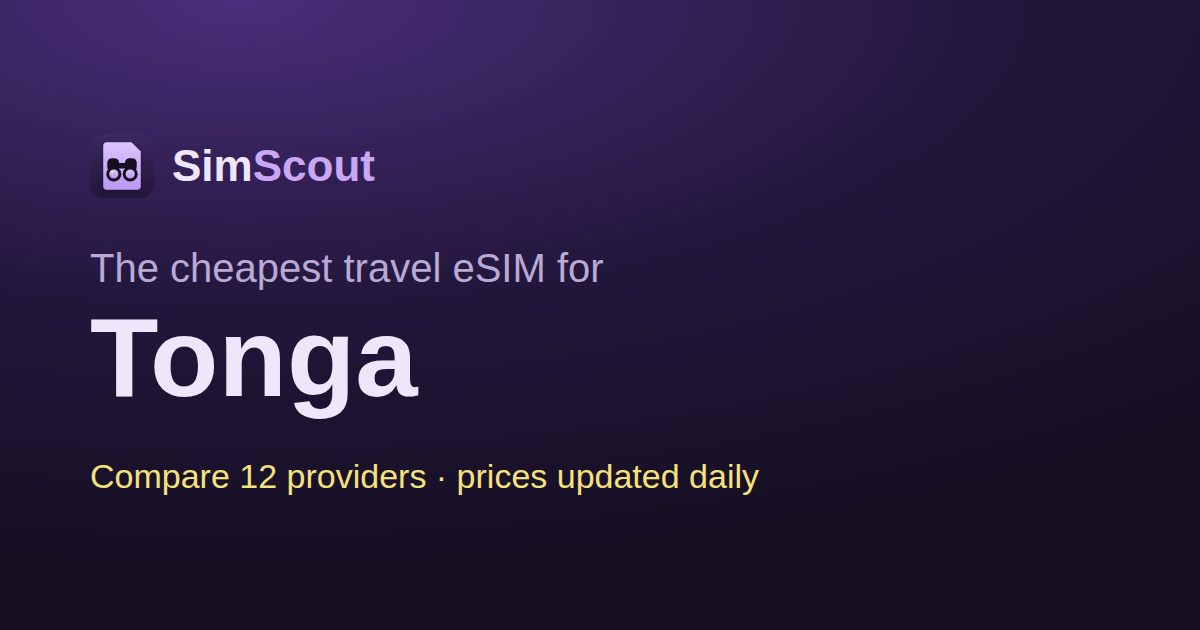 SimScout
The cheapest travel eSIM for
Tonga
Compare 12 providers · prices updated daily